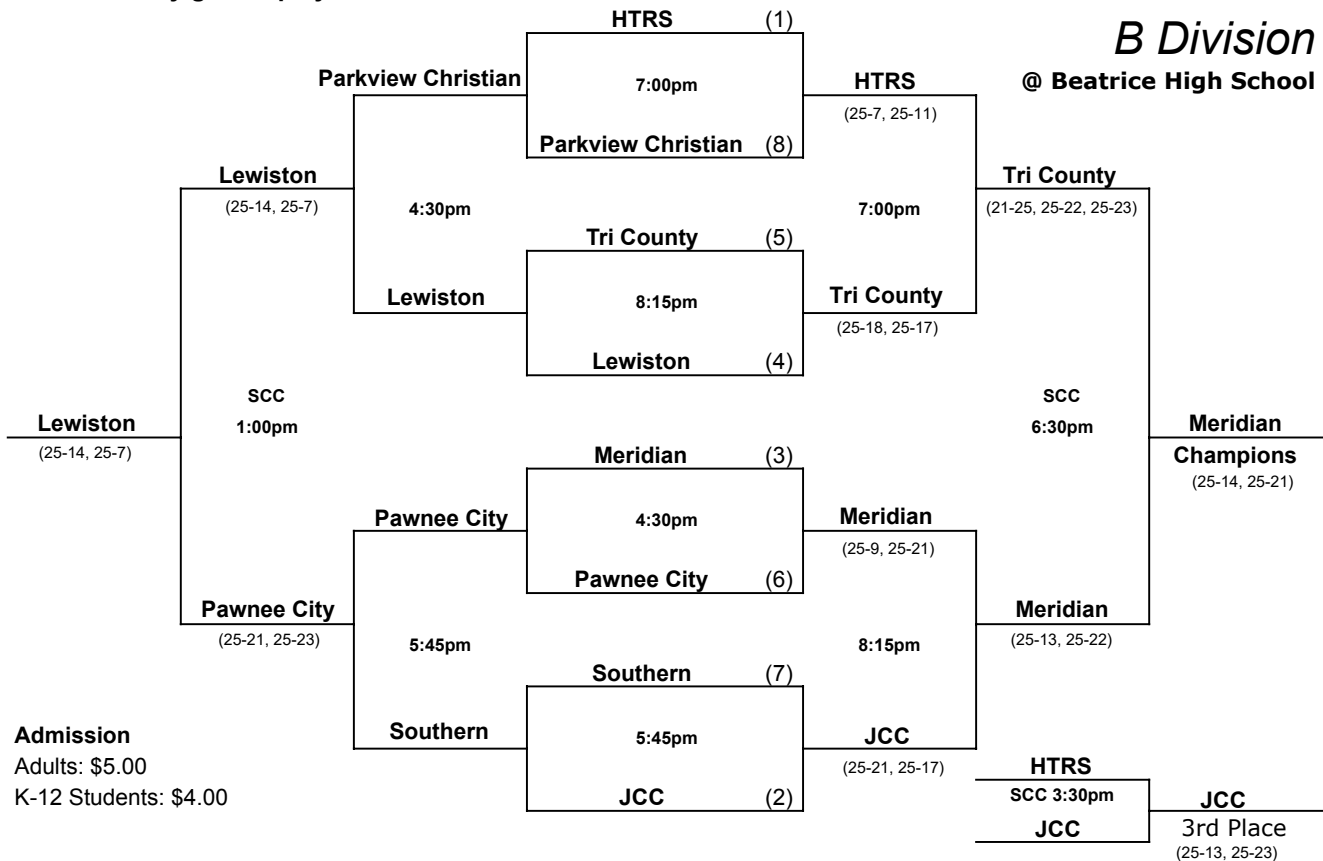 HTRS (1)
B Division
@ Beatrice High School
Parkview Christian
7:00pm
HTRS
(25-7, 25-11)
Parkview Christian (8)
Lewiston
(25-14, 25-7)
4:30pm
7:00pm
Tri County
(21-25, 25-22, 25-23)
Tri County (5)
Lewiston
8:15pm
Tri County
(25-18, 25-17)
Lewiston (4)
SCC
1:00pm
SCC
6:30pm
Lewiston
(25-14, 25-7)
Meridian
Champions
(25-14, 25-21)
Meridian (3)
Pawnee City
4:30pm
Meridian
(25-9, 25-21)
Pawnee City (6)
Pawnee City
(25-21, 25-23)
5:45pm
8:15pm
Meridian
(25-13, 25-22)
Southern (7)
Southern
5:45pm
JCC
(25-21, 25-17)
JCC (2)
Admission
Adults: $5.00
K-12 Students: $4.00
HTRS
SCC 3:30pm
JCC
JCC
3rd Place
(25-13, 25-23)